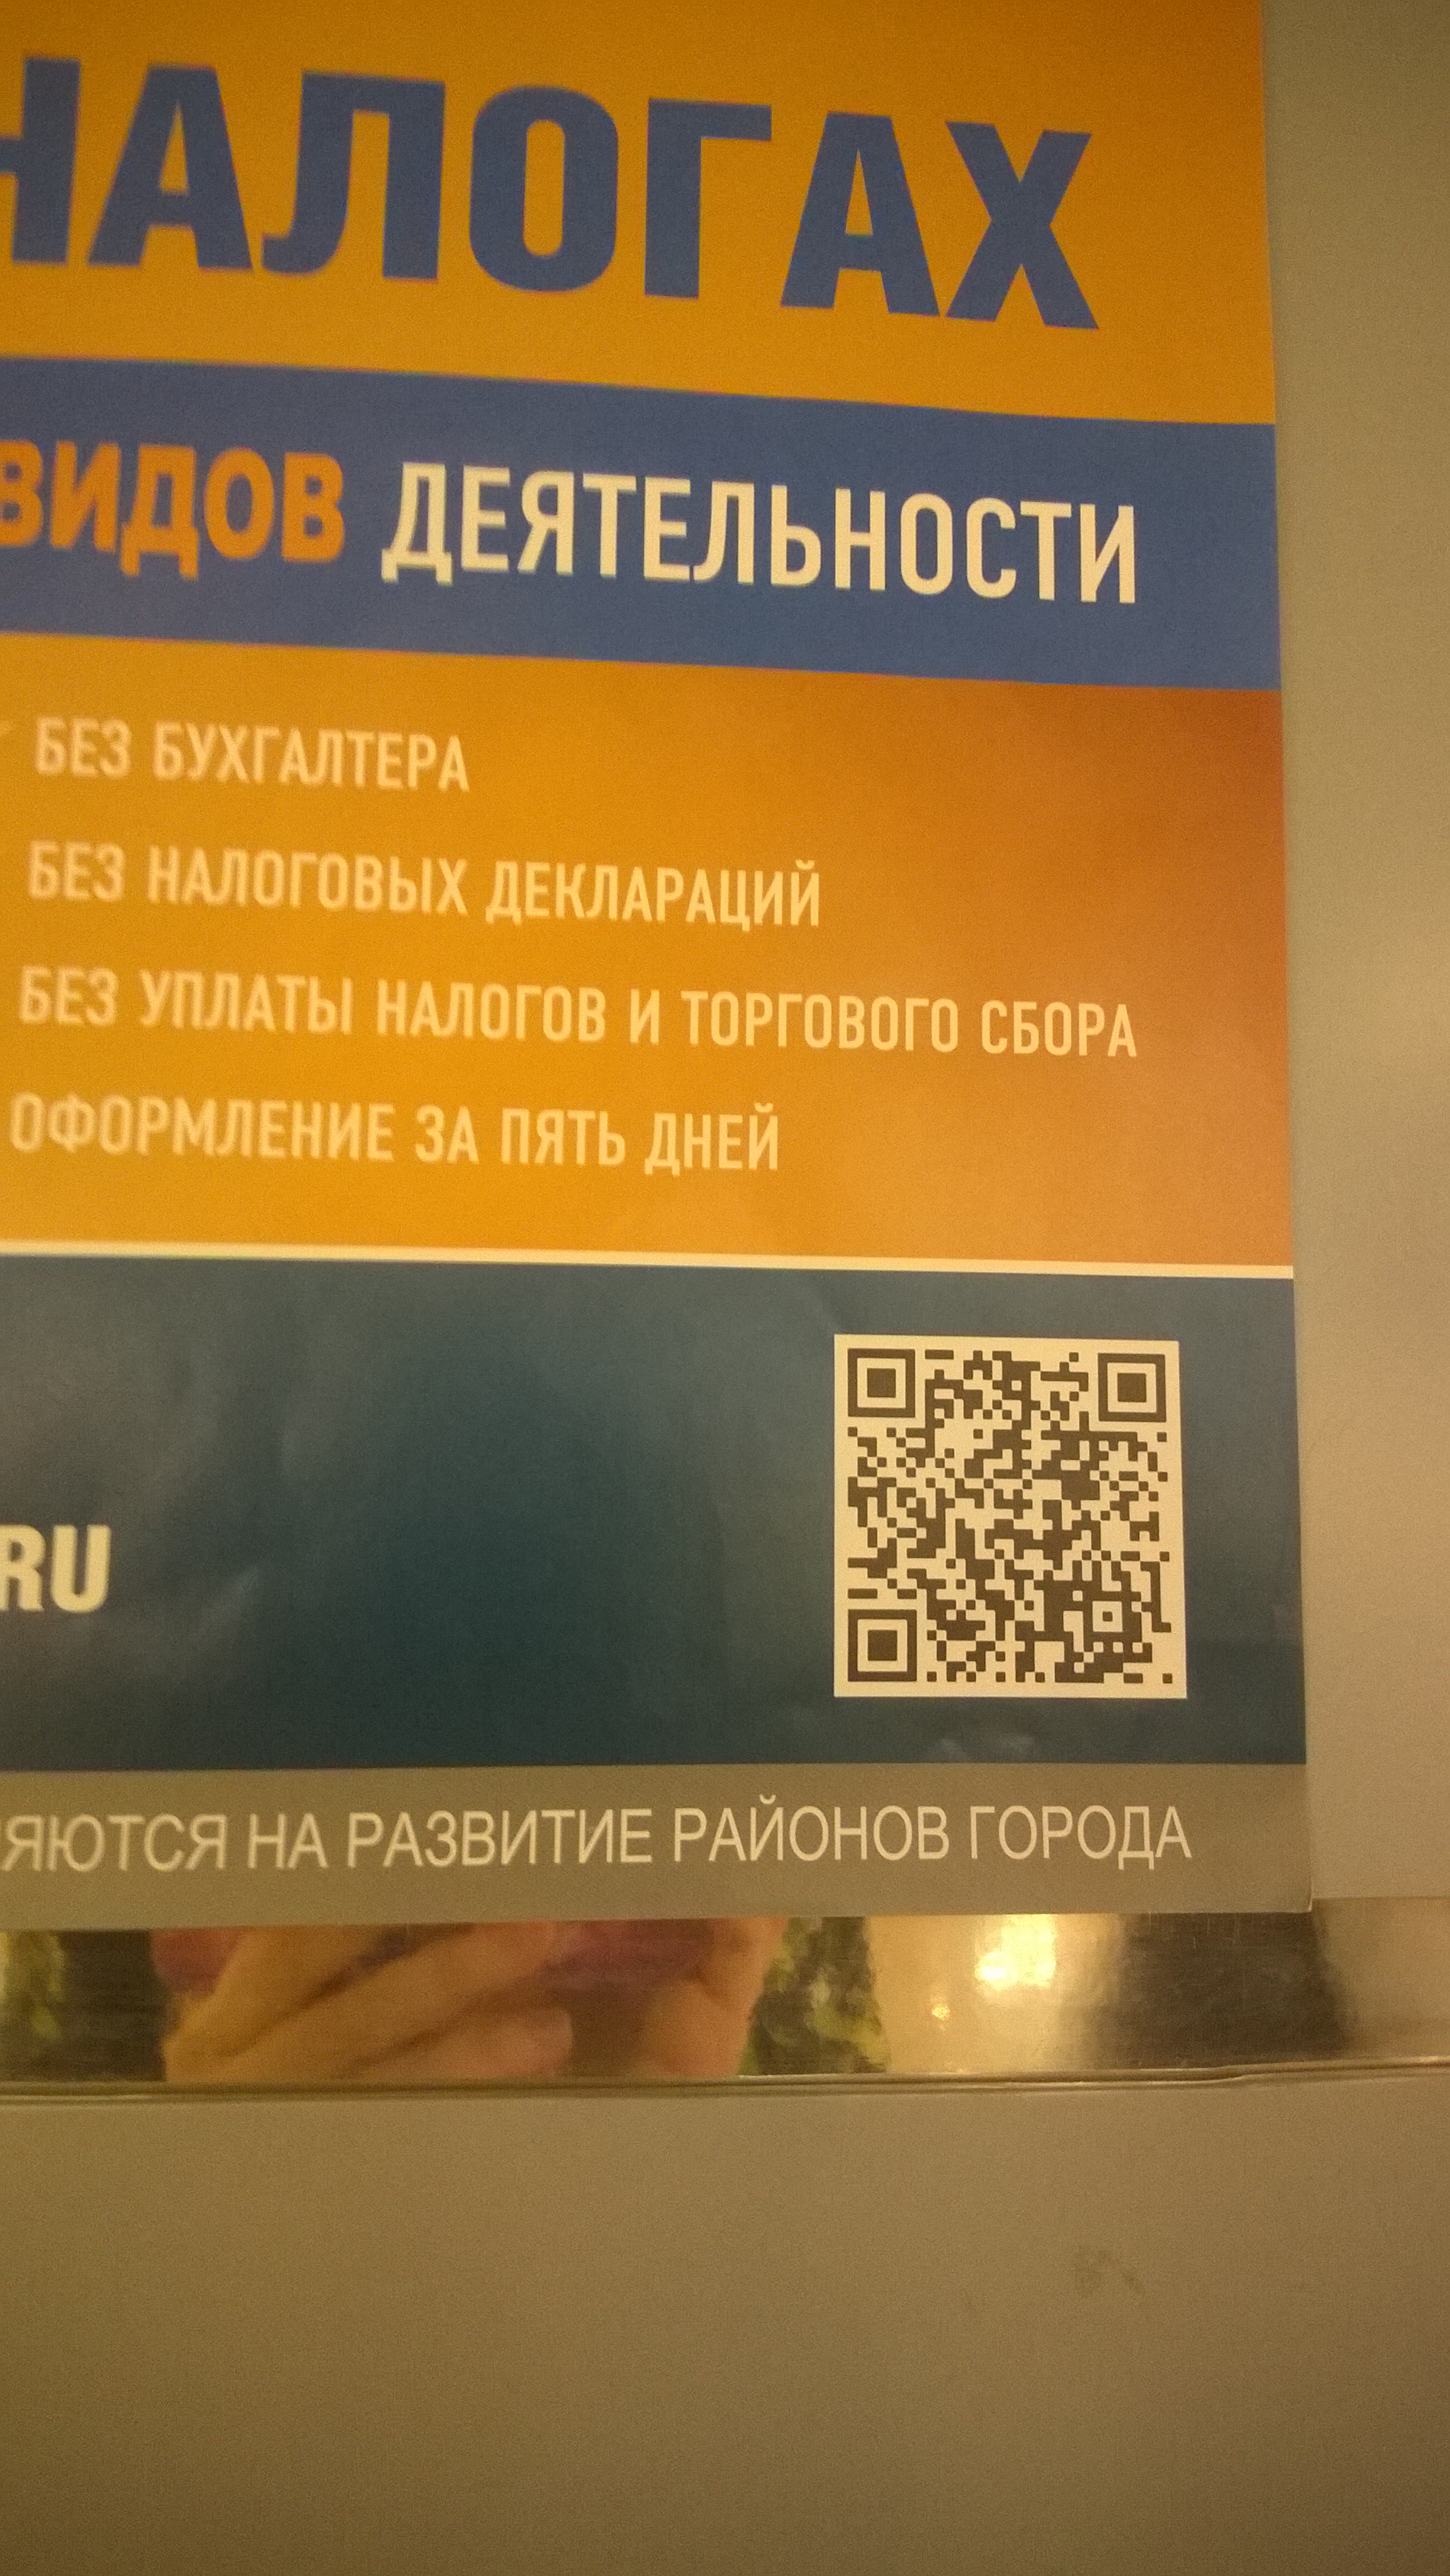 НАЛОГАХ
ВИДОВ ДЕЯТЕЛЬНОСТИ
БЕЗ БУХГАЛТЕРА
БЕЗ НАЛОГОВЫХ ДЕКЛАРАЦИЙ
БЕЗ УПЛАТЫ НАЛОГОВ И ТОРГОВОГО СБОРА
ОФОРМЛЕНИЕ ЗА ПЯТЬ ДНЕЙ
RU
ЯЮТСЯ НА РАЗВИТИЕ РАЙОНОВ ГОРОДА